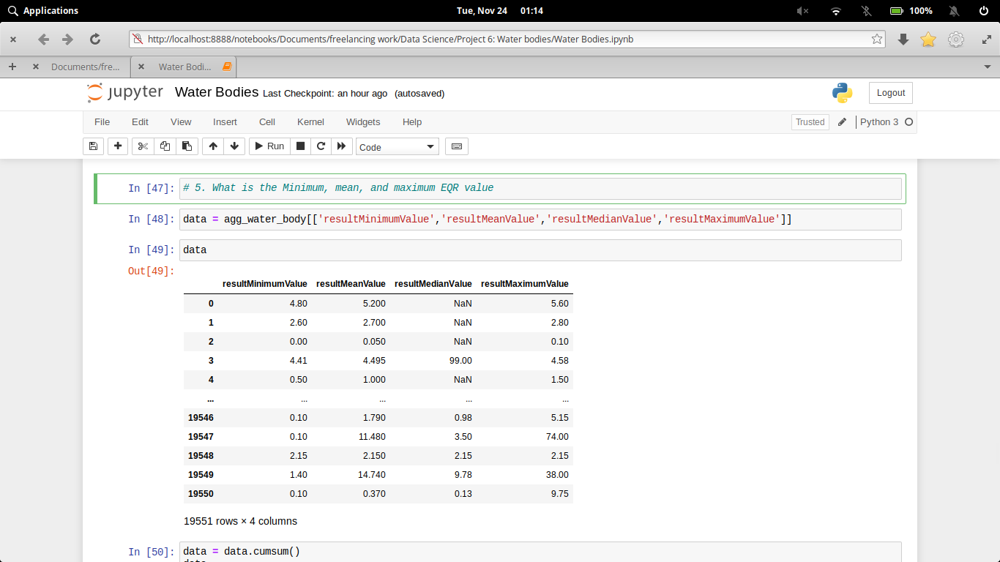 Applications Tue, Nov 24 01:14 100%
http://localhost:8888/notebooks/Documents/freelancing work/Data Science/Project 6: Water bodies/Water Bodies.ipynb
Documents/fre... Water Bodi...
jupyter Water Bodies Last Checkpoint: an hour ago (autosaved) Logout
File Edit View Insert Cell Kernel Widgets Help Trusted Python 3
Run Code
In [47]: # 5. What is the Minimum, mean, and maximum EQR value
In [48]: data = agg_water_body[['resultMinimumValue','resultMeanValue','resultMedianValue','resultMaximumValue']]
In [49]: data
Out[49]:
resultMinimumValue resultMeanValue resultMedianValue resultMaximumValue
0 4.80 5.200 NaN 5.60
1 2.60 2.700 NaN 2.80
2 0.00 0.050 NaN 0.10
3 4.41 4.495 99.00 4.58
4 0.50 1.000 NaN 1.50
... ... ... ... ...
19546 0.10 1.790 0.98 5.15
19547 0.10 11.480 3.50 74.00
19548 2.15 2.150 2.15 2.15
19549 1.40 14.740 9.78 38.00
19550 0.10 0.370 0.13 9.75
19551 rows × 4 columns
In [50]: data = data.cumsum()